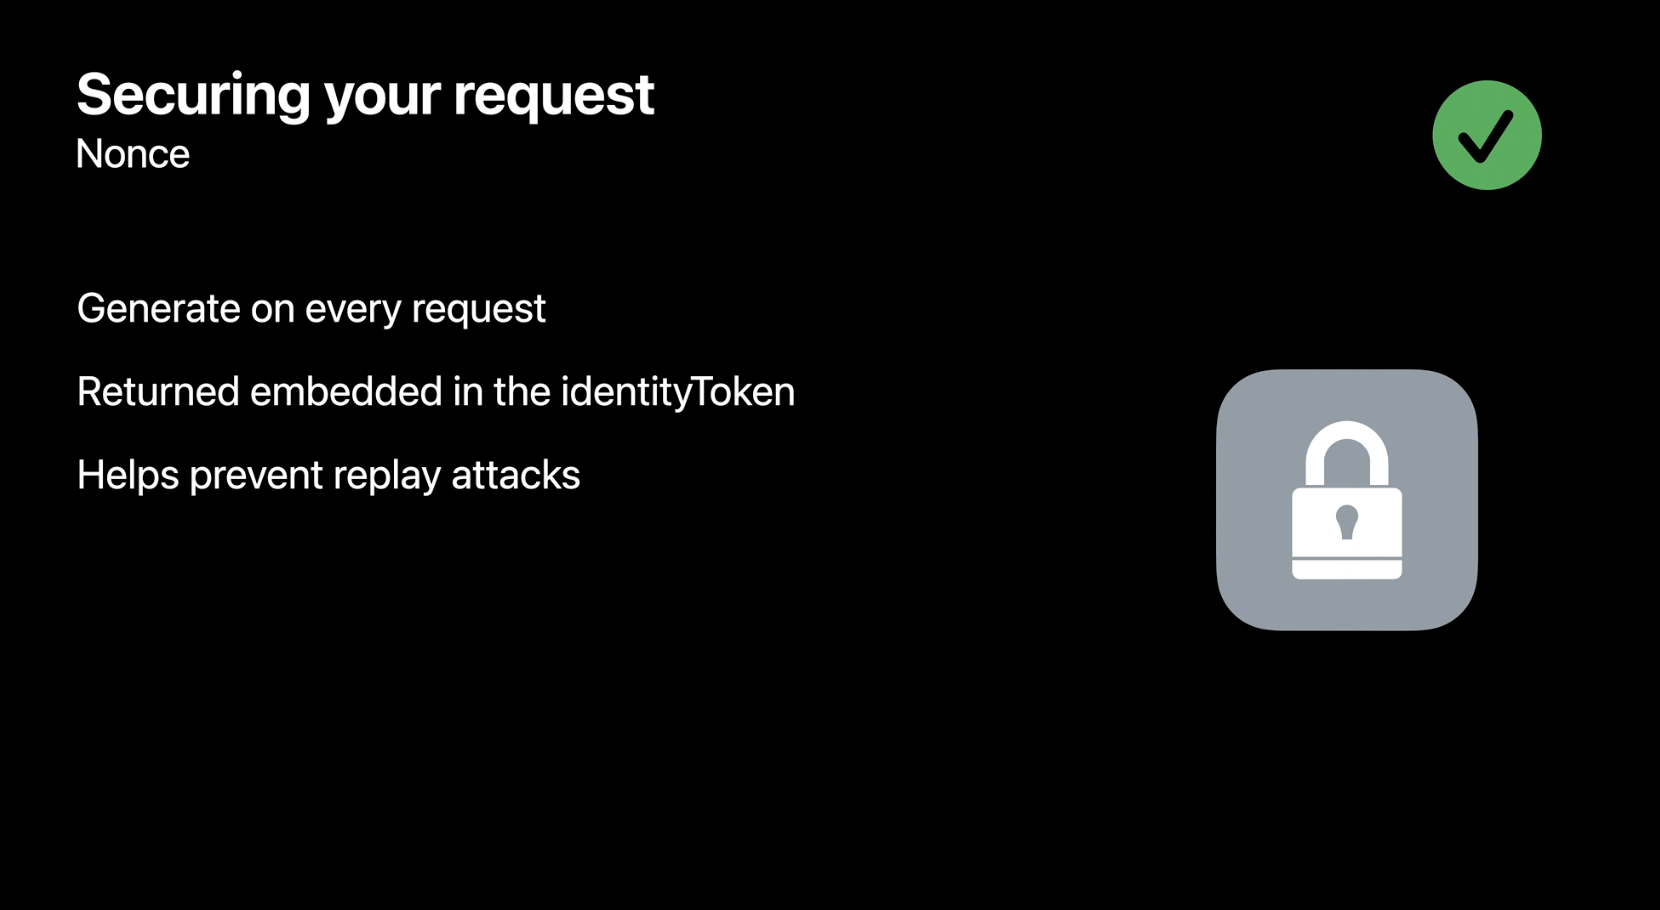 Securing your request
Nonce
Generate on every request
Returned embedded in the identityToken
Helps prevent replay attacks